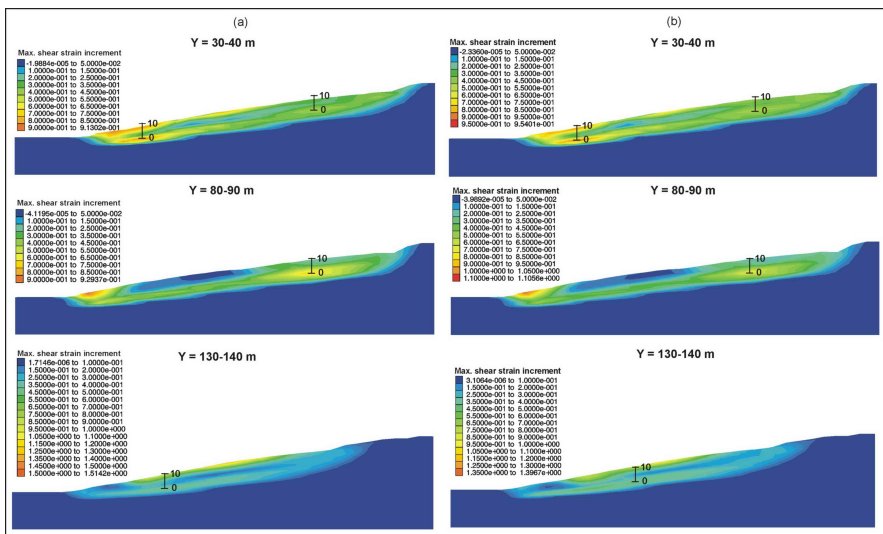 (a)
Y = 30-40 m
Max. shear strain increment
-1.9884e-005 to 5.0000e-002
1.0000e-001 to 1.5000e-001
2.0000e-001 to 2.5000e-001
3.0000e-001 to 3.5000e-001
4.0000e-001 to 4.5000e-001
5.0000e-001 to 5.5000e-001
6.0000e-001 to 6.5000e-001
7.0000e-001 to 7.5000e-001
8.0000e-001 to 8.5000e-001
9.0000e-001 to 9.1302e-001
10
0
10
0
Y = 80-90 m
Max. shear strain increment
-4.1195e-005 to 5.0000e-002
1.0000e-001 to 1.5000e-001
2.0000e-001 to 2.5000e-001
3.0000e-001 to 3.5000e-001
4.0000e-001 to 4.5000e-001
5.0000e-001 to 5.5000e-001
6.0000e-001 to 6.5000e-001
7.0000e-001 to 7.5000e-001
8.0000e-001 to 8.5000e-001
9.0000e-001 to 9.2937e-001
10
0
Y = 130-140 m
Max. shear strain increment
1.7146e-006 to 1.0000e-001
1.5000e-001 to 2.0000e-001
2.5000e-001 to 3.0000e-001
3.5000e-001 to 4.0000e-001
4.5000e-001 to 5.0000e-001
5.5000e-001 to 6.0000e-001
6.5000e-001 to 7.0000e-001
7.5000e-001 to 8.0000e-001
8.5000e-001 to 9.0000e-001
9.5000e-001 to 1.0000e+000
1.0500e+000 to 1.1000e+000
1.1500e+000 to 1.2000e+000
1.2500e+000 to 1.3000e+000
1.3500e+000 to 1.4000e+000
1.4500e+000 to 1.5000e+000
1.5000e+000 to 1.5142e+000
10
0
(b)
Y = 30-40 m
Max. shear strain increment
-2.3360e-005 to 5.0000e-002
1.0000e-001 to 1.5000e-001
2.0000e-001 to 2.5000e-001
3.0000e-001 to 3.5000e-001
4.0000e-001 to 4.5000e-001
5.0000e-001 to 5.5000e-001
6.0000e-001 to 6.5000e-001
7.0000e-001 to 7.5000e-001
8.0000e-001 to 8.5000e-001
9.0000e-001 to 9.5000e-001
9.5000e-001 to 9.5401e-001
10
0
10
0
Y = 80-90 m
Max. shear strain increment
-3.9892e-005 to 5.0000e-002
1.0000e-001 to 1.5000e-001
2.0000e-001 to 2.5000e-001
3.0000e-001 to 3.5000e-001
4.0000e-001 to 4.5000e-001
5.0000e-001 to 5.5000e-001
6.0000e-001 to 6.5000e-001
7.0000e-001 to 7.5000e-001
8.0000e-001 to 8.5000e-001
9.0000e-001 to 9.5000e-001
1.0000e+000 to 1.0500e+000
1.1000e+000 to 1.1056e+000
10
0
Y = 130-140 m
Max. shear strain increment
3.1064e-006 to 1.0000e-001
1.5000e-001 to 2.0000e-001
2.5000e-001 to 3.0000e-001
3.5000e-001 to 4.0000e-001
4.5000e-001 to 5.0000e-001
5.5000e-001 to 6.0000e-001
6.5000e-001 to 7.0000e-001
7.5000e-001 to 8.0000e-001
8.5000e-001 to 9.0000e-001
9.5000e-001 to 1.0000e+000
1.0500e+000 to 1.1000e+000
1.1500e+000 to 1.2000e+000
1.2500e+000 to 1.3000e+000
1.3500e+000 to 1.3967e+000
10
0